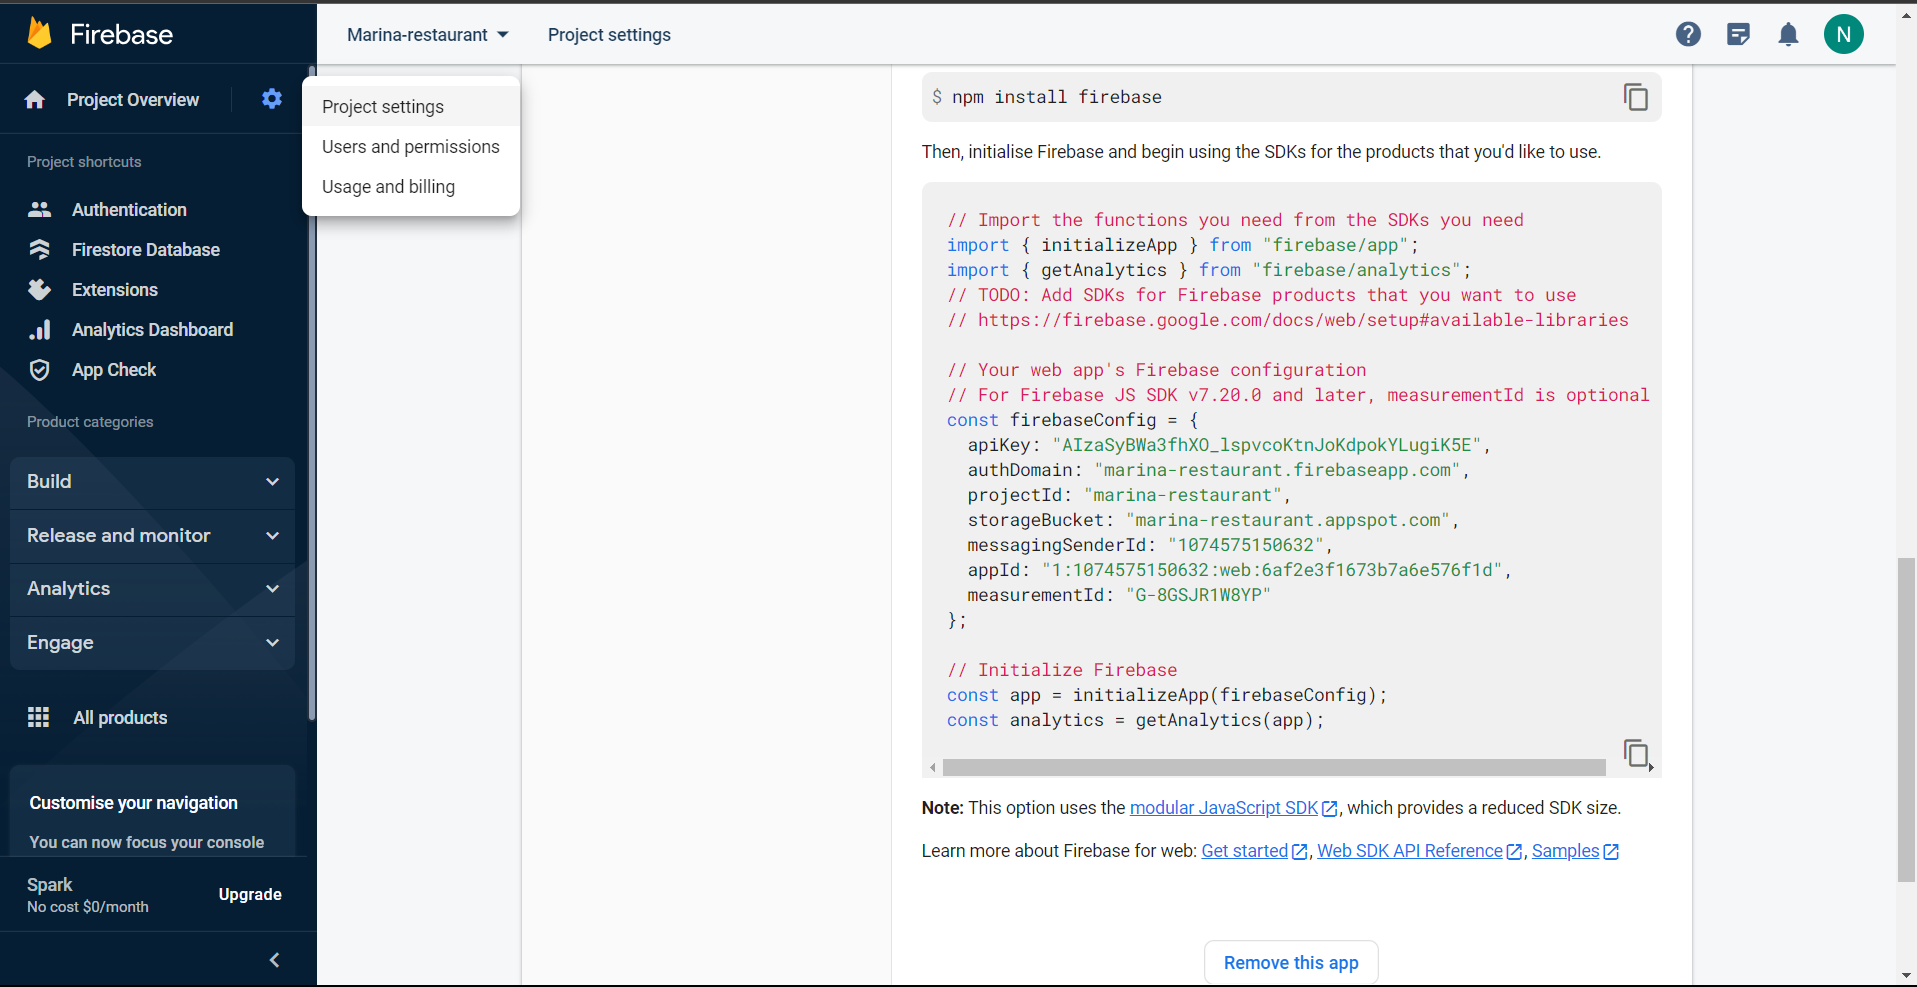 Firebase
Marina-restaurant
Project settings
N
Project Overview
Project settings
Users and permissions
Usage and billing
Project shortcuts
Authentication
Firestore Database
Extensions
Analytics Dashboard
App Check
Product categories
Build
Release and monitor
Analytics
Engage
All products
Customise your navigation
You can now focus your console
Spark
No cost $0/month
Upgrade
$ npm install firebase
Then, initialise Firebase and begin using the SDKs for the products that you'd like to use.
// Import the functions you need from the SDKs you need
import { initializeApp } from "firebase/app";
import { getAnalytics } from "firebase/analytics";
// TODO: Add SDKs for Firebase products that you want to use
// https://firebase.google.com/docs/web/setup#available-libraries
// Your web app's Firebase configuration
// For Firebase JS SDK v7.20.0 and later, measurementId is optional
const firebaseConfig = {
apiKey: "AIzaSyBWa3fhXO_lspvcoKtnJoKdpokYLugiK5E",
authDomain: "marina-restaurant.firebaseapp.com",
projectId: "marina-restaurant",
storageBucket: "marina-restaurant.appspot.com",
messagingSenderId: "1074575150632",
appId: "1:1074575150632:web:6af2e3f1673b7a6e576f1d",
measurementId: "G-8GSJR1W8YP"
};
// Initialize Firebase
const app = initializeApp(firebaseConfig);
const analytics = getAnalytics(app);
Note: This option uses the modular JavaScript SDK, which provides a reduced SDK size.
Learn more about Firebase for web: Get started, Web SDK API Reference, Samples
Remove this app